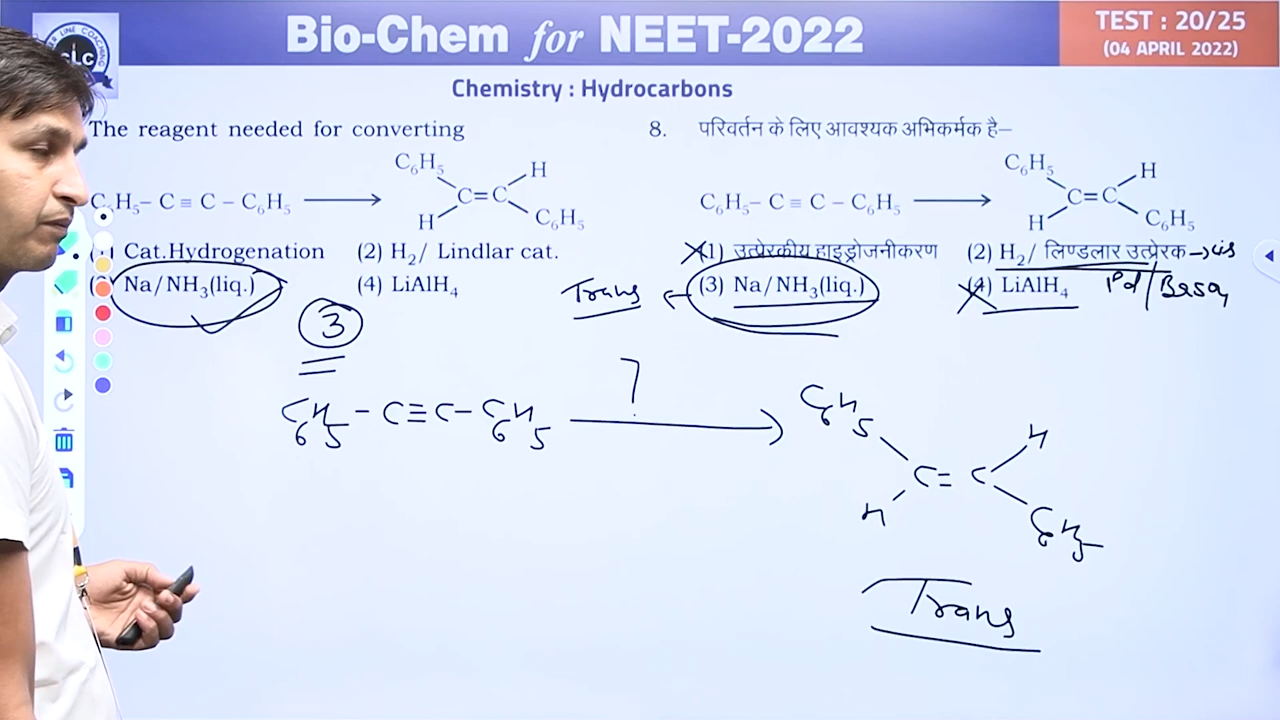 Bio-Chem for NEET-2022
TEST : 20/25
(04 APRIL 2022)
Chemistry : Hydrocarbons
The reagent needed for converting
H₅– C ≡ C – C₆H₅ ⟶
C₆H₅ H
C=C
H C₆H₅
Cat.Hydrogenation (2) H₂/ Lindlar cat.
Na/NH₃(liq.) (4) LiAlH₄
8. परिवर्तन के लिए आवश्यक अभिकर्मक है–
C₆H₅– C ≡ C – C₆H₅ ⟶
C₆H₅ H
C=C
H C₆H₅
(1) उत्प्रेरकीय हाइड्रोजनीकरण (2) H₂/ लिण्डलार उत्प्रेरक → cis
Trans ← (3) Na/NH₃(liq.) (4) LiAlH₄ Pd/
3
C₆H₅ – C≡C – C₆H₅ ⟶ ?
C₆H₅ H
C=C
H C₆H₅
Trans